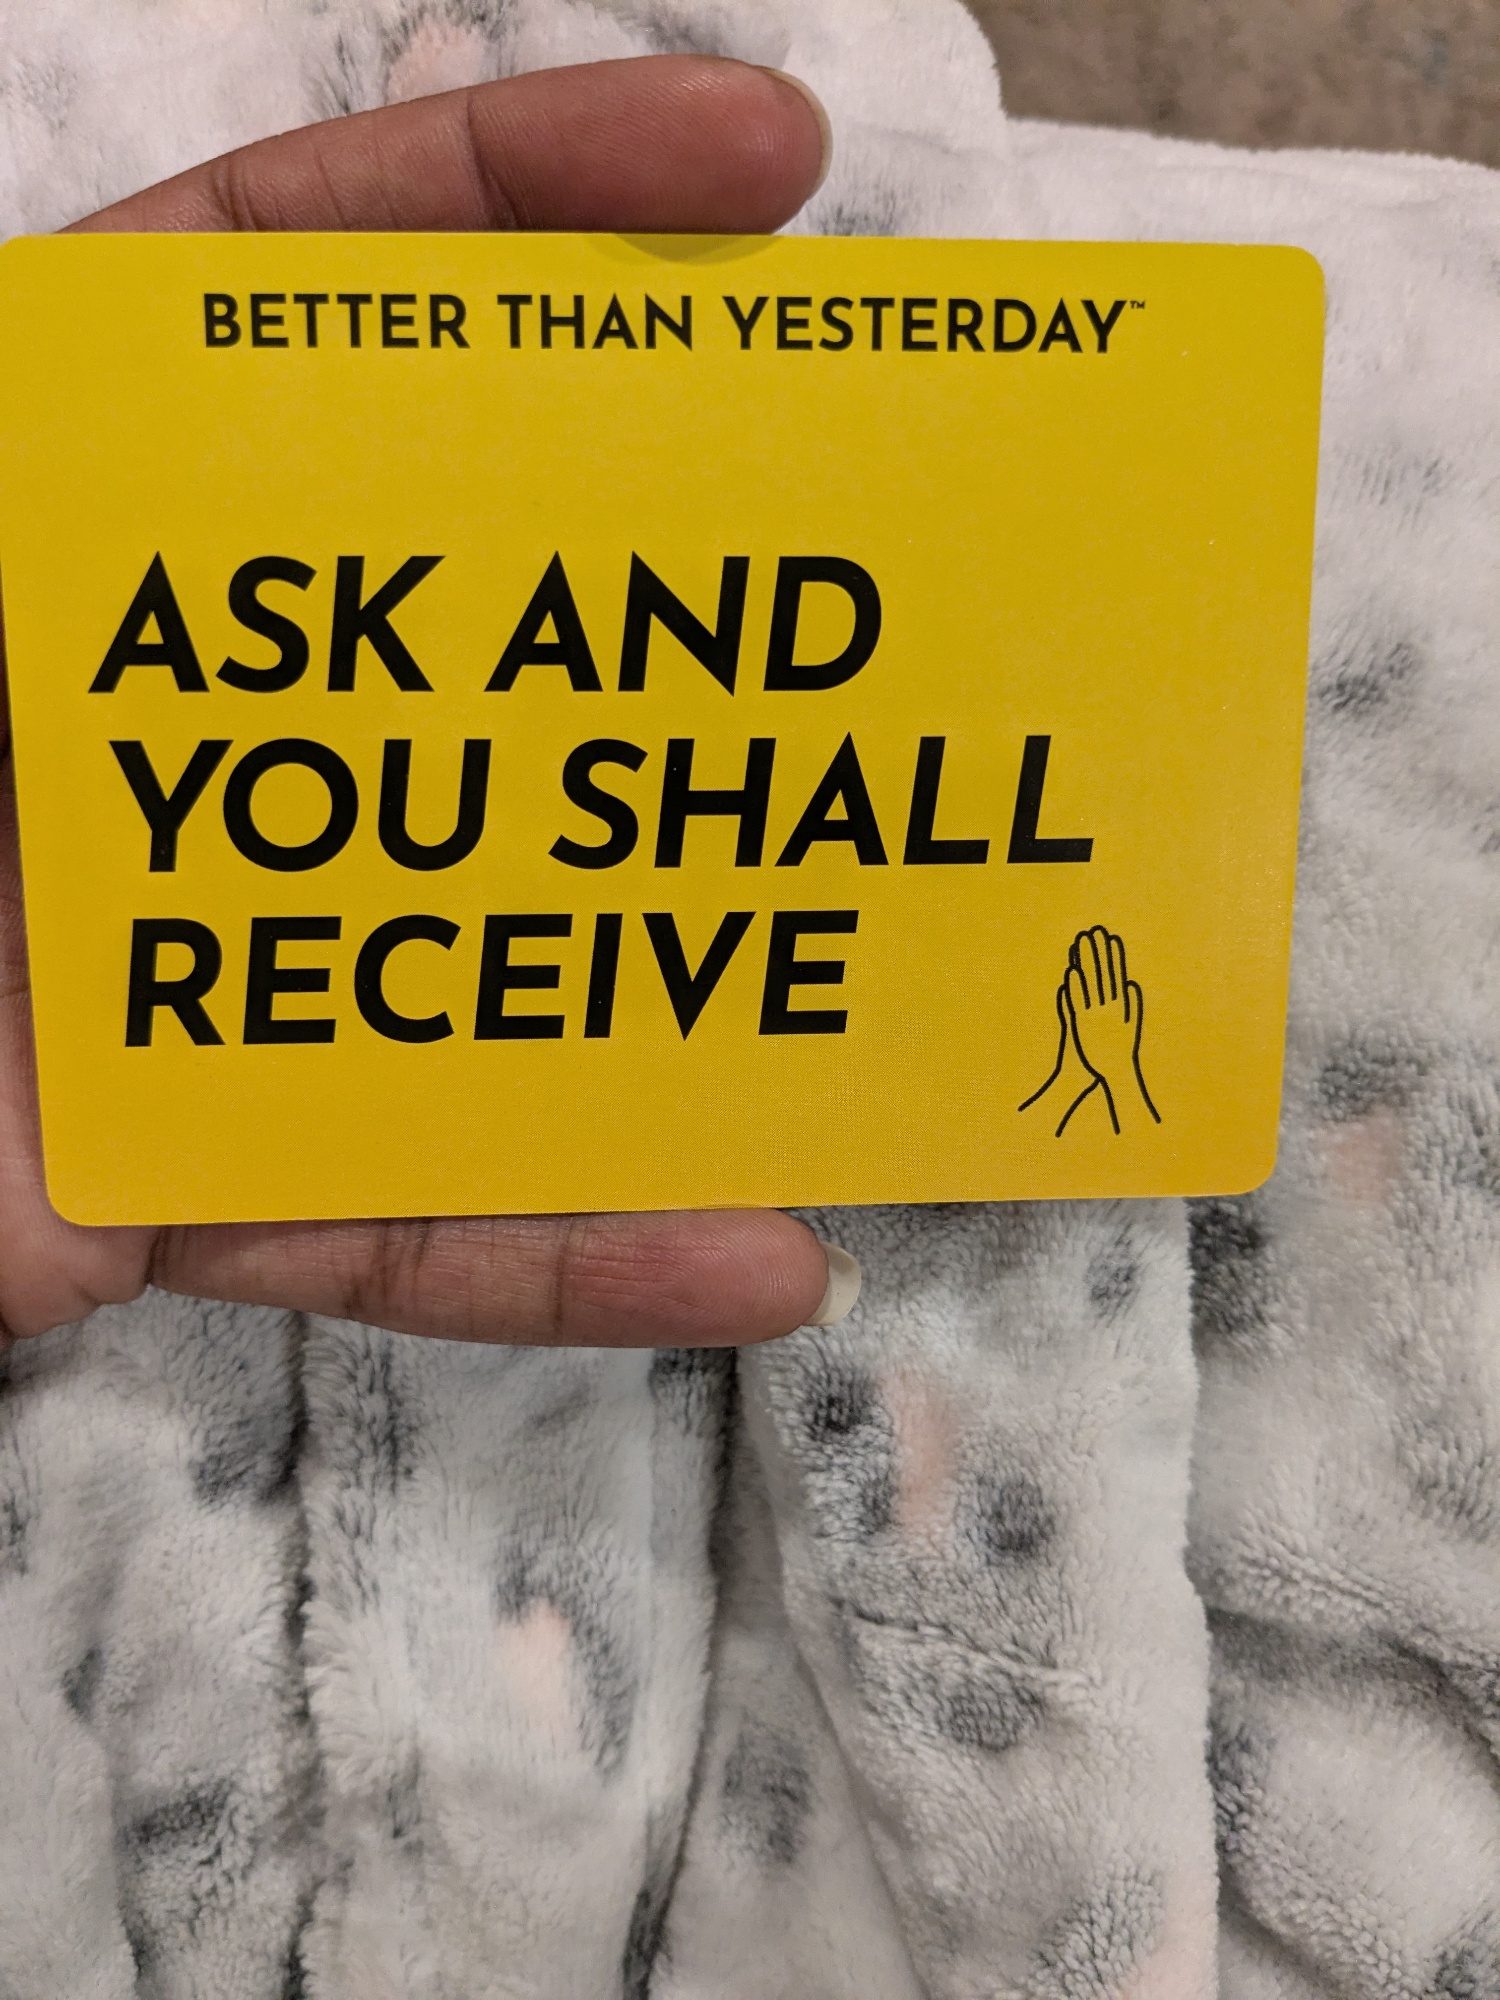 BETTER THAN YESTERDAY™
ASK AND
YOU SHALL
RECEIVE